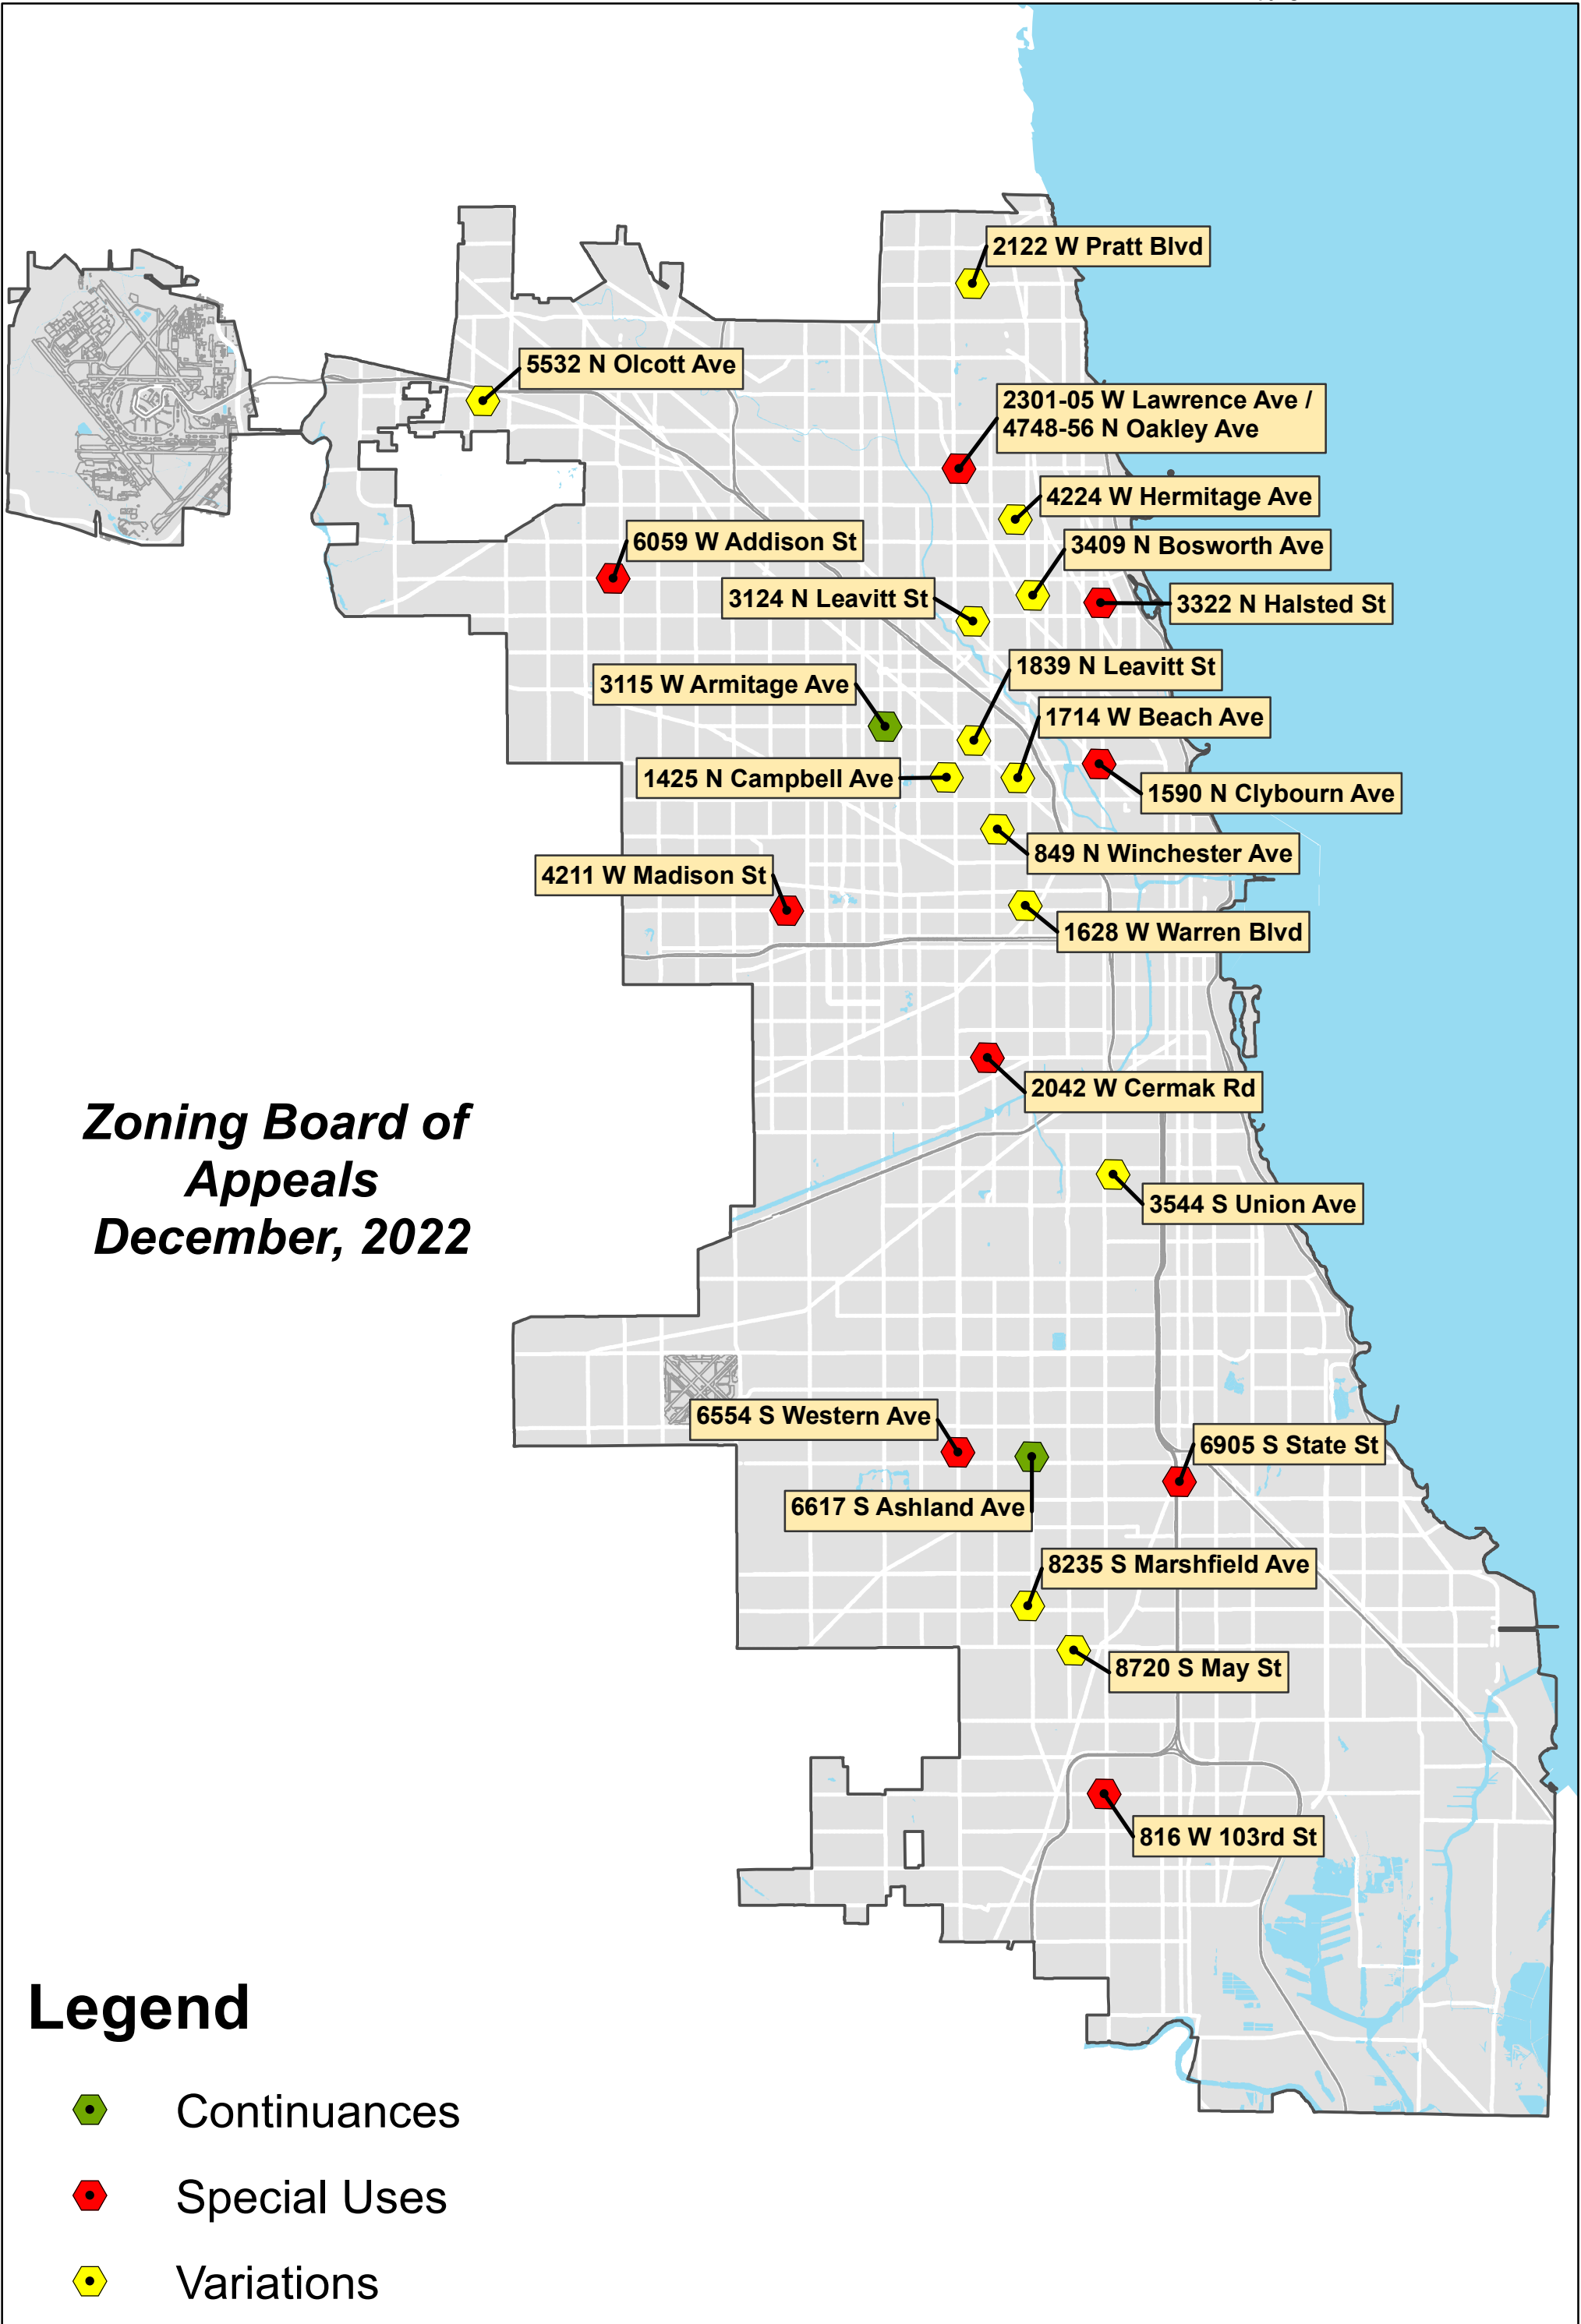 2122 W Pratt Blvd
5532 N Olcott Ave
2301-05 W Lawrence Ave /
4748-56 N Oakley Ave
4224 W Hermitage Ave
6059 W Addison St
3409 N Bosworth Ave
3124 N Leavitt St
3322 N Halsted St
1839 N Leavitt St
3115 W Armitage Ave
1714 W Beach Ave
1425 N Campbell Ave
1590 N Clybourn Ave
849 N Winchester Ave
4211 W Madison St
1628 W Warren Blvd
2042 W Cermak Rd
Zoning Board of
Appeals
December, 2022
3544 S Union Ave
6554 S Western Ave
6905 S State St
6617 S Ashland Ave
8235 S Marshfield Ave
8720 S May St
816 W 103rd St
Legend
Continuances
Special Uses
Variations